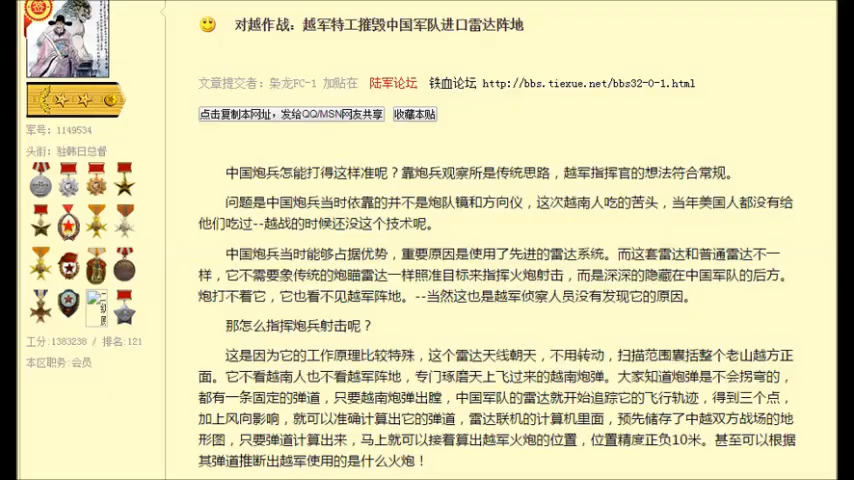 对越作战：越军特工摧毁中国军队进口雷达阵地
文章提交者：枭龙FC-1 加贴在 陆军论坛 铁血论坛 http://bbs.tiexue.net/bbs32-0-1.html
点击复制本网址，发给QQ/MSN网友共享 收藏本贴
军号：1149534
头衔：驻韩日总督
工分:1383238 / 排名:121
本区职务:会员
中国炮兵怎能打得这样准呢？靠炮兵观察所是传统思路，越军指挥官的想法符合常规。
问题是中国炮兵当时依靠的并不是炮队镜和方向仪，这次越南人吃的苦头，当年美国人都没有给
他们吃过--越战的时候还没这个技术呢。
中国炮兵当时能够占据优势，重要原因是使用了先进的雷达系统。而这套雷达和普通雷达不一
样，它不需要象传统的炮瞄雷达一样照准目标来指挥火炮射击，而是深深的隐藏在中国军队的后方。
炮打不着它，它也看不见越军阵地。--当然这也是越军侦察人员没有发现它的原因。
那怎么指挥炮兵射击呢？
这是因为它的工作原理比较特殊，这个雷达天线朝天，不用转动，扫描范围囊括整个老山越方正
面。它不看越南人也不看越军阵地，专门琢磨天上飞过来的越南炮弹。大家知道炮弹是不会拐弯的，
都有一条固定的弹道，只要越南炮弹出膛，中国军队的雷达就开始追踪它的飞行轨迹，得到三个点，
加上风向影响，就可以准确计算出它的弹道，雷达联机的计算机里面，预先储存了中越双方战场的地
形图，只要弹道计算出来，马上就可以接着算出越军火炮的位置，位置精度正负10米。甚至可以根据
其弹道推断出越军使用的是什么火炮！